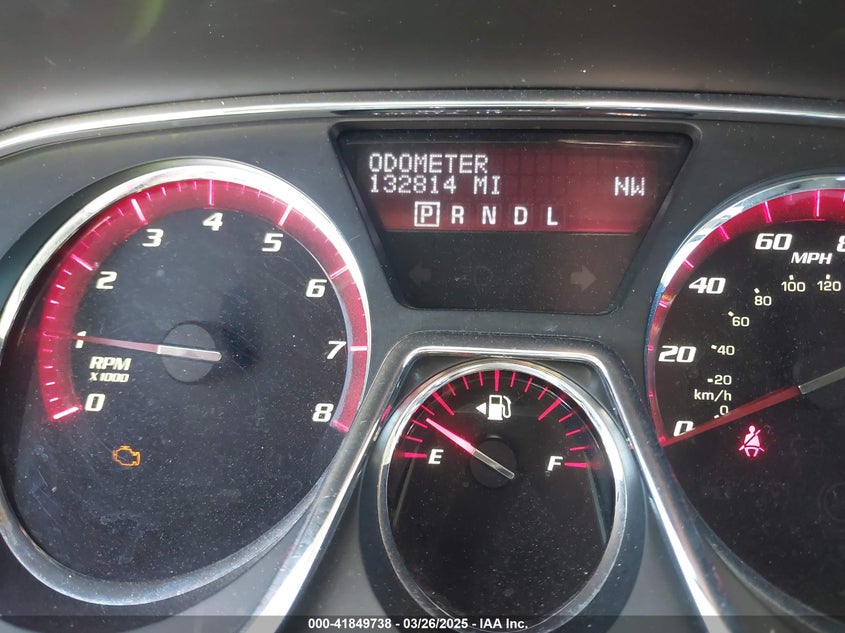 ODOMETER
132814 MI NW
P R N D L
0 1 2 3 4 5 6 7 8
RPM
X1000
E F
0 20 40 60
MPH
0 20 40 60 80 100 120
km/h
000-41849738 - 03/26/2025 - IAA Inc.